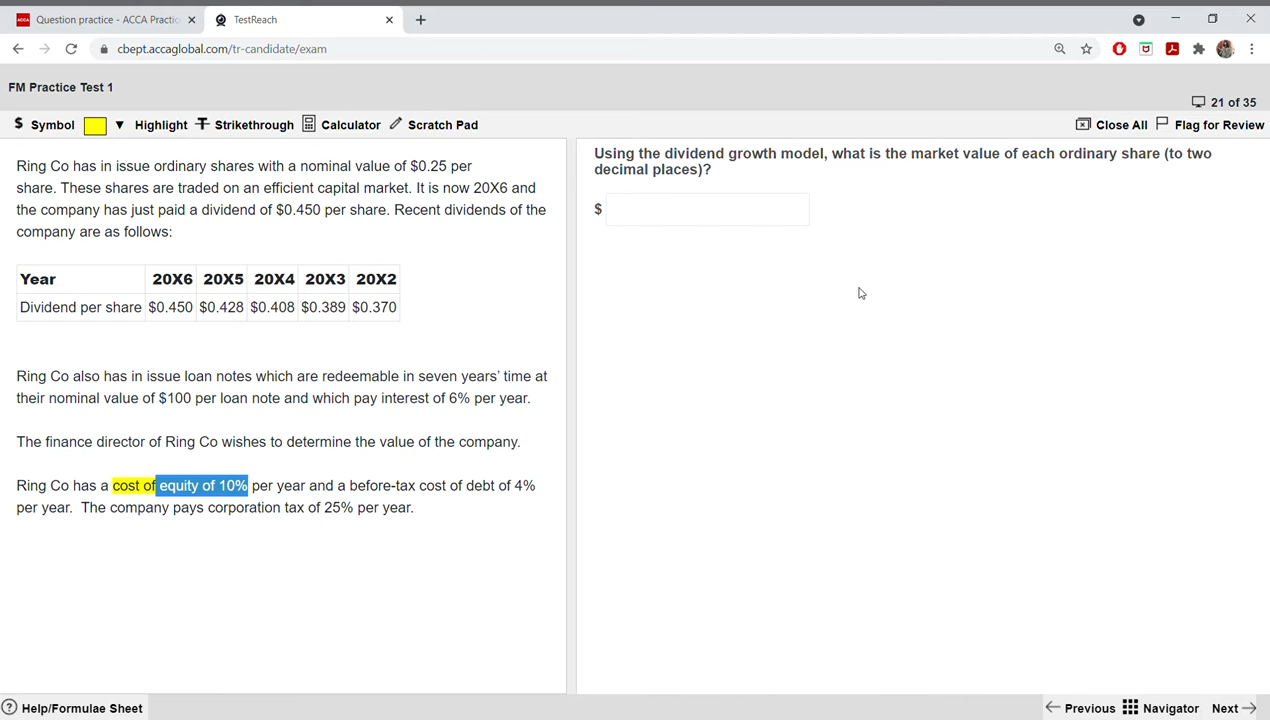 Question practice - ACCA Practic
TestReach
cbept.accaglobal.com/tr-candidate/exam
FM Practice Test 1
21 of 35
$ Symbol Highlight Strikethrough Calculator Scratch Pad Close All Flag for Review
Ring Co has in issue ordinary shares with a nominal value of $0.25 per
share. These shares are traded on an efficient capital market. It is now 20X6 and
the company has just paid a dividend of $0.450 per share. Recent dividends of the
company are as follows:
Year 20X6 20X5 20X4 20X3 20X2
Dividend per share $0.450 $0.428 $0.408 $0.389 $0.370
Ring Co also has in issue loan notes which are redeemable in seven years’ time at
their nominal value of $100 per loan note and which pay interest of 6% per year.
The finance director of Ring Co wishes to determine the value of the company.
Ring Co has a cost of equity of 10% per year and a before-tax cost of debt of 4%
per year. The company pays corporation tax of 25% per year.
Using the dividend growth model, what is the market value of each ordinary share (to two
decimal places)?
$
Help/Formulae Sheet
Previous Navigator Next